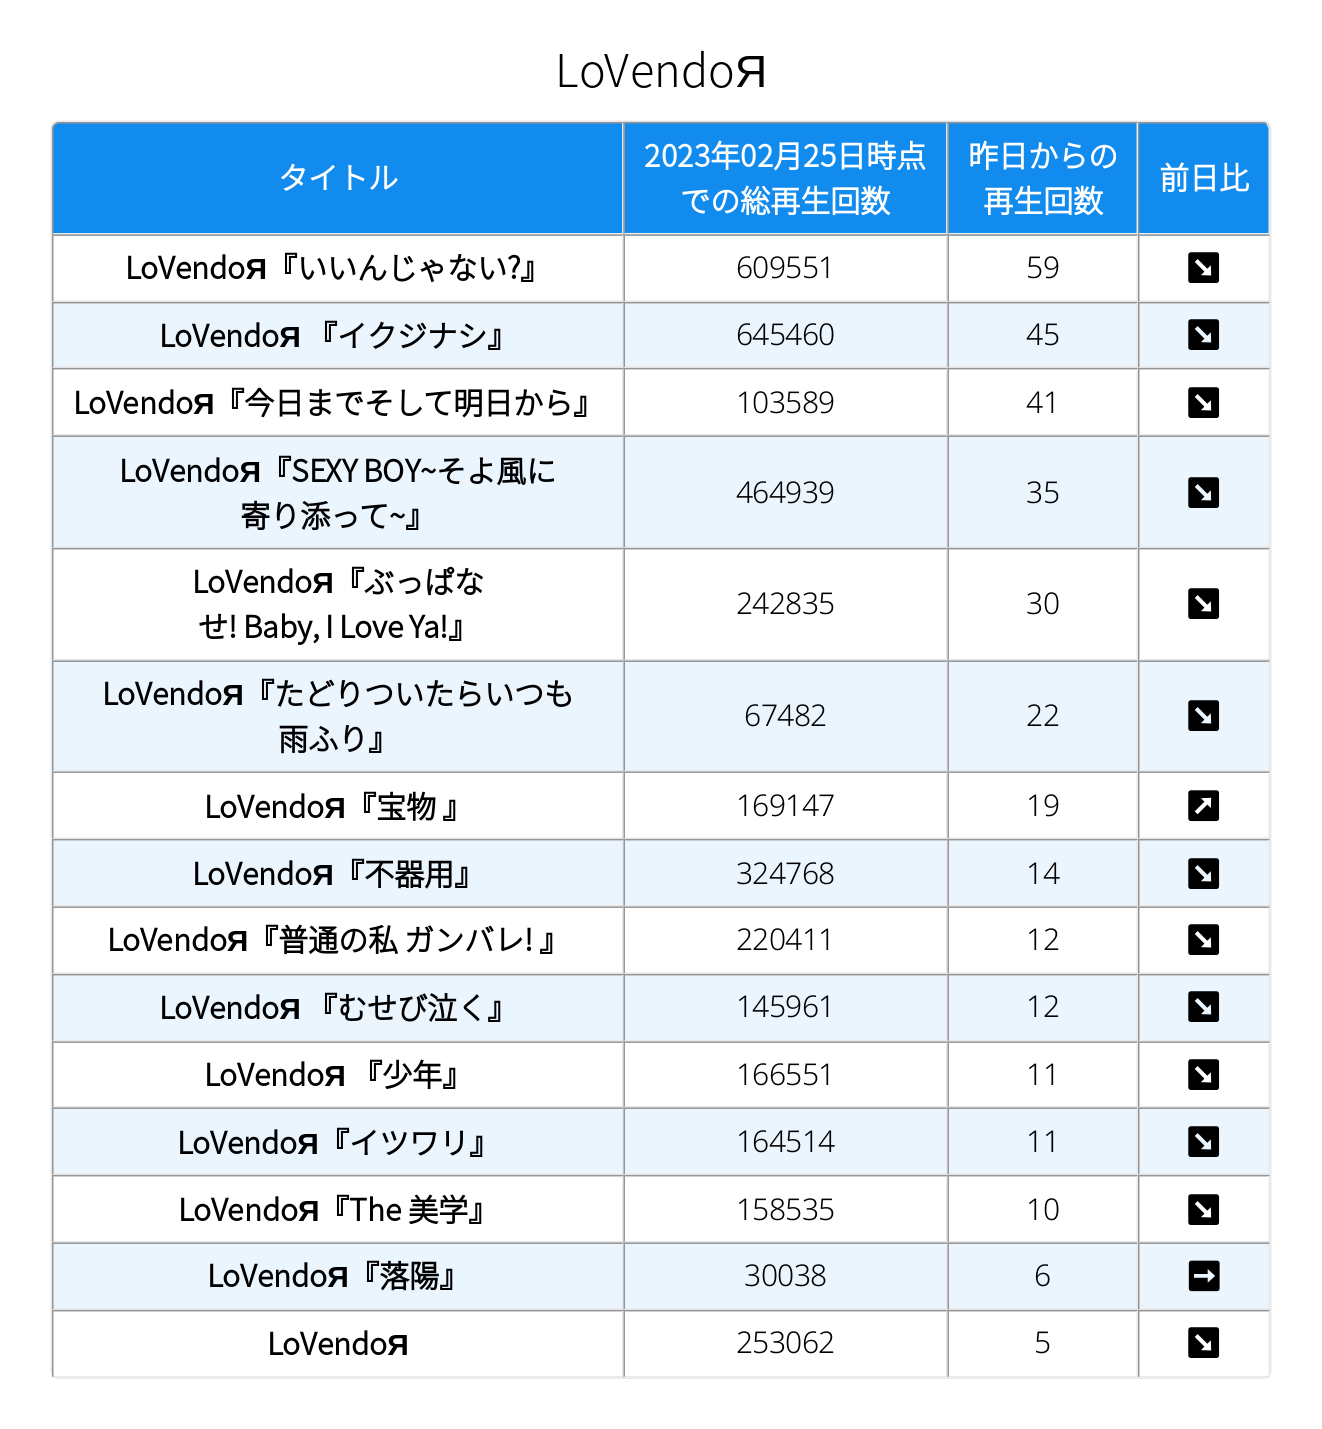 LoVendoЯ
タイトル
2023年02月25日時点
での総再生回数
昨日からの
再生回数
前日比
LoVendoЯ『いいんじゃない?』 609551 59 ↘
LoVendoЯ 『イクジナシ』 645460 45 ↘
LoVendoЯ『今日までそして明日から』 103589 41 ↘
LoVendoЯ『SEXY BOY~そよ風に
寄り添って~』 464939 35 ↘
LoVendoЯ『ぶっぱな
せ! Baby, I Love Ya!』 242835 30 ↘
LoVendoЯ『たどりついたらいつも
雨ふり』 67482 22 ↘
LoVendoЯ『宝物 』 169147 19 ↗
LoVendoЯ『不器用』 324768 14 ↘
LoVendoЯ『普通の私 ガンバレ! 』 220411 12 ↘
LoVendoЯ 『むせび泣く』 145961 12 ↘
LoVendoЯ 『少年』 166551 11 ↘
LoVendoЯ『イツワリ』 164514 11 ↘
LoVendoЯ『The 美学』 158535 10 ↘
LoVendoЯ『落陽』 30038 6 →
LoVendoЯ 253062 5 ↘